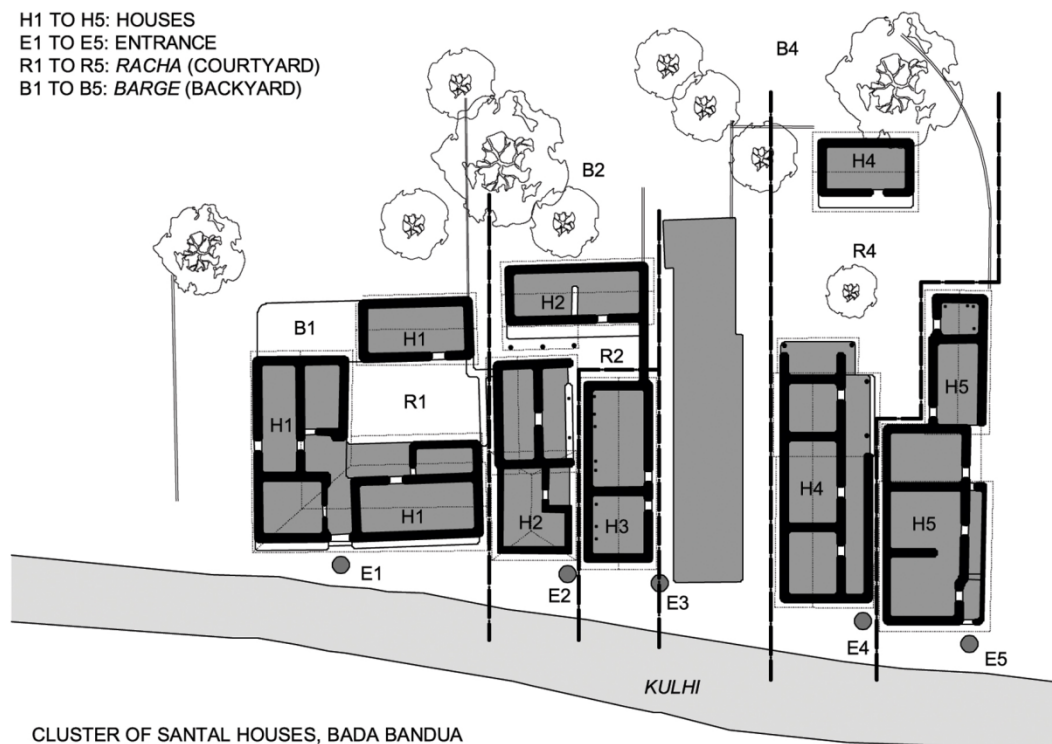 H1 TO H5: HOUSES
E1 TO E5: ENTRANCE
R1 TO R5: RACHA (COURTYARD)
B1 TO B5: BARGE (BACKYARD)
B4
H4
B2
R4
H2
B1
H1
R2
H5
R1
H1
H4
H1
H2
H3
H5
E1
E2
E3
E4
E5
KULHI
CLUSTER OF SANTAL HOUSES, BADA BANDUA